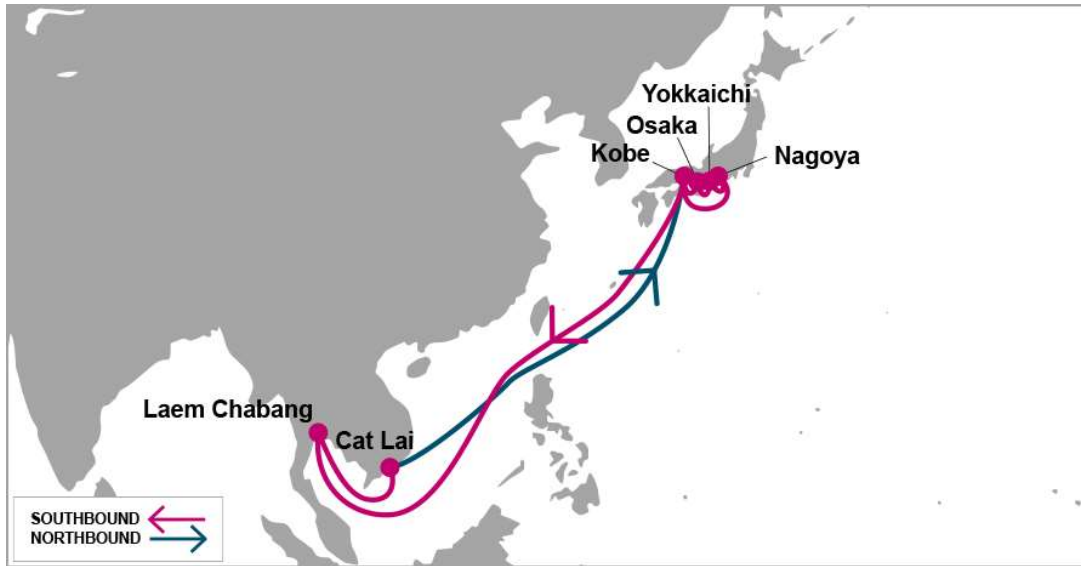 Yokkaichi
Osaka
Kobe
Nagoya
Laem Chabang
Cat Lai
SOUTHBOUND
NORTHBOUND